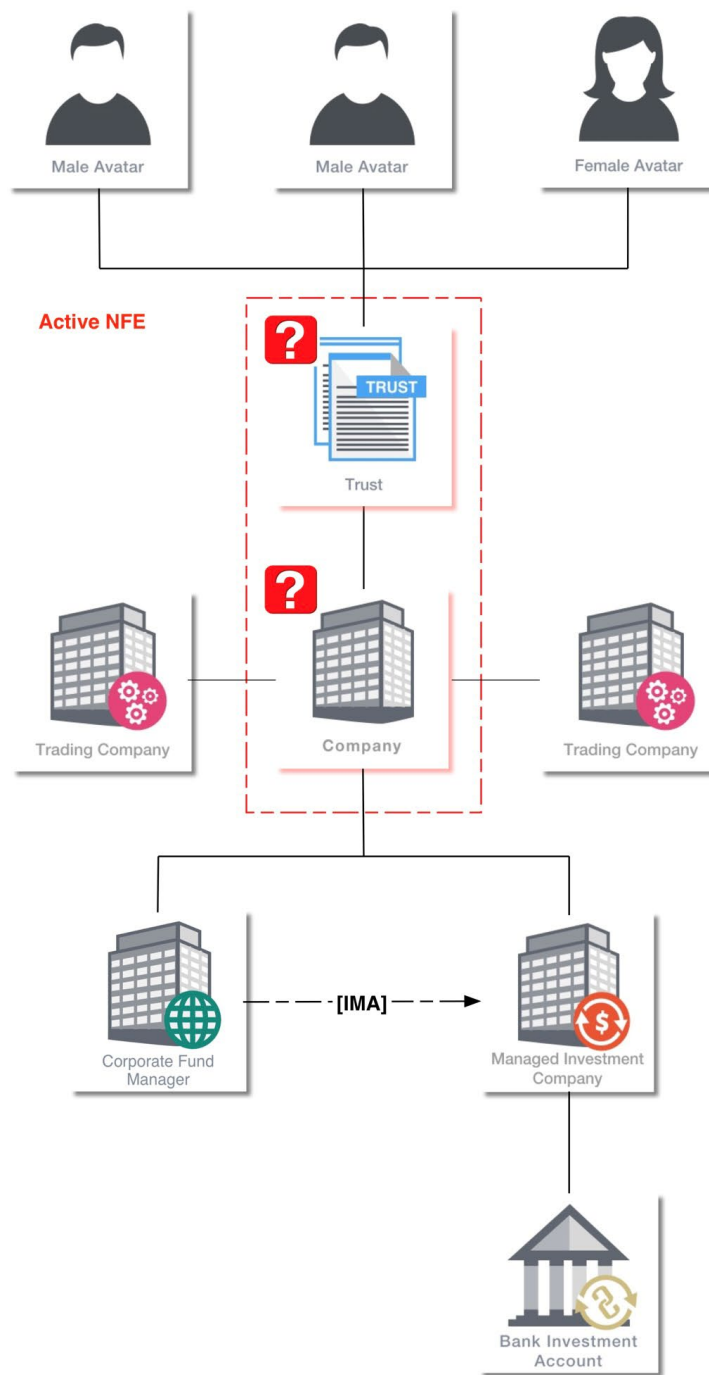 Male Avatar
Male Avatar
Female Avatar
Active NFE
?
TRUST
Trust
?
Trading Company
Company
Trading Company
[IMA]
$
Corporate Fund
Manager
Managed Investment
Company
Bank Investment
Account